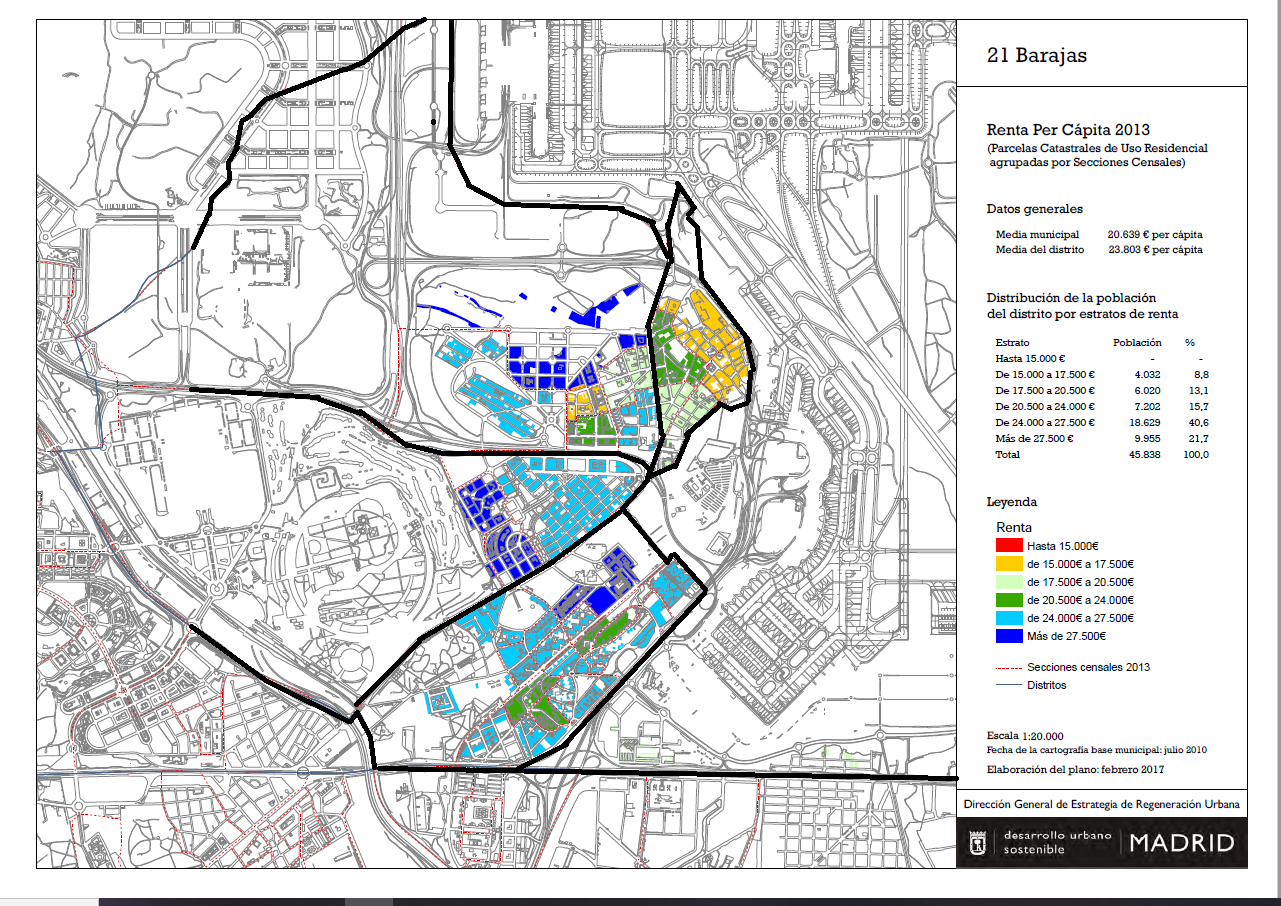 21 Barajas
Renta Per Cápita 2013
(Parcelas Catastrales de Uso Residencial
agrupadas por Secciones Censales)
Datos generales
Media municipal 20.639 € per cápita
Media del distrito 23.803 € per cápita
Distribución de la población
del distrito por estratos de renta
Estrato Población %
Hasta 15.000 € - -
De 15.000 a 17.500 € 4.032 8,8
De 17.500 a 20.500 € 6.020 13,1
De 20.500 a 24.000 € 7.202 15,7
De 24.000 a 27.500 € 18.629 40,6
Más de 27.500 € 9.955 21,7
Total 45.838 100,0
Leyenda
Renta
Hasta 15.000€
de 15.000€ a 17.500€
de 17.500€ a 20.500€
de 20.500€ a 24.000€
de 24.000€ a 27.500€
Más de 27.500€
Secciones censales 2013
Distritos
Escala 1:20.000
Fecha de la cartografía base municipal: julio 2010
Elaboración del plano: febrero 2017
Dirección General de Estrategia de Regeneración Urbana
desarrollo urbano
sostenible
MADRID